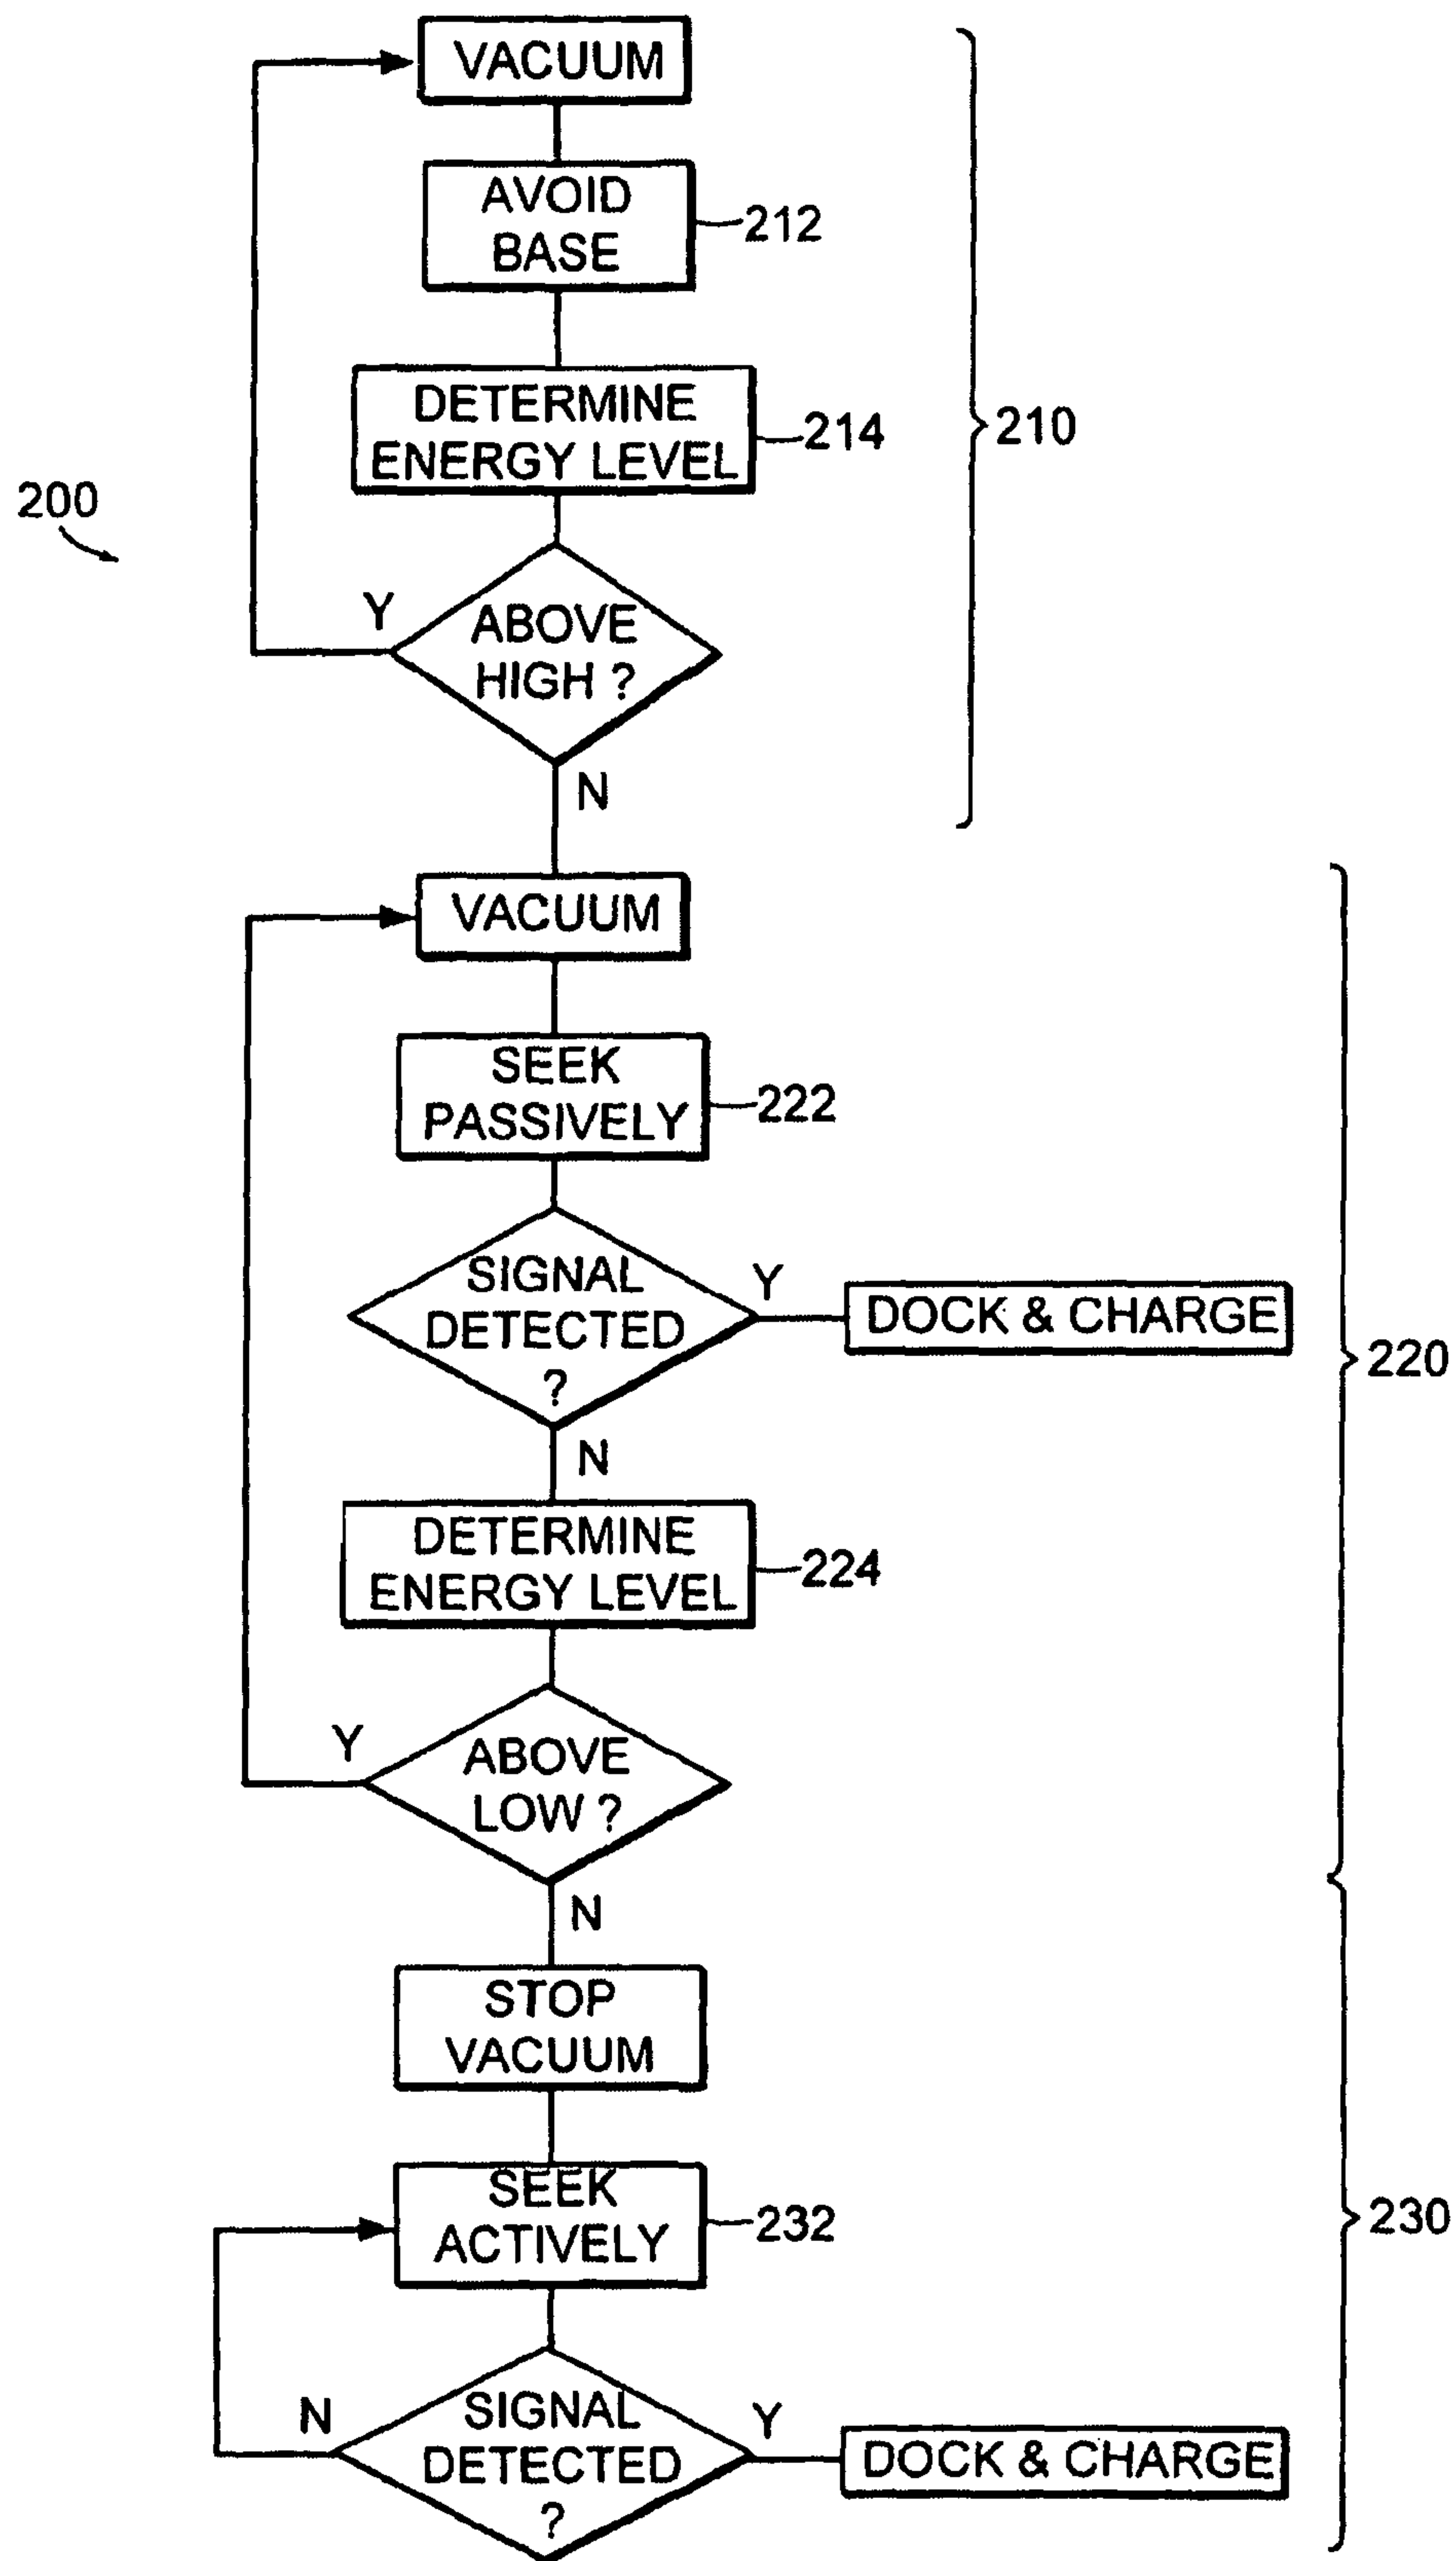 VACUUM
AVOID
BASE
212
DETERMINE
ENERGY LEVEL
214
210
200
Y
ABOVE
HIGH ?
N
VACUUM
SEEK
PASSIVELY
222
SIGNAL
DETECTED
?
Y
DOCK & CHARGE
220
N
DETERMINE
ENERGY LEVEL
224
Y
ABOVE
LOW ?
N
STOP
VACUUM
SEEK
ACTIVELY
232
230
N
SIGNAL
DETECTED
?
Y
DOCK & CHARGE